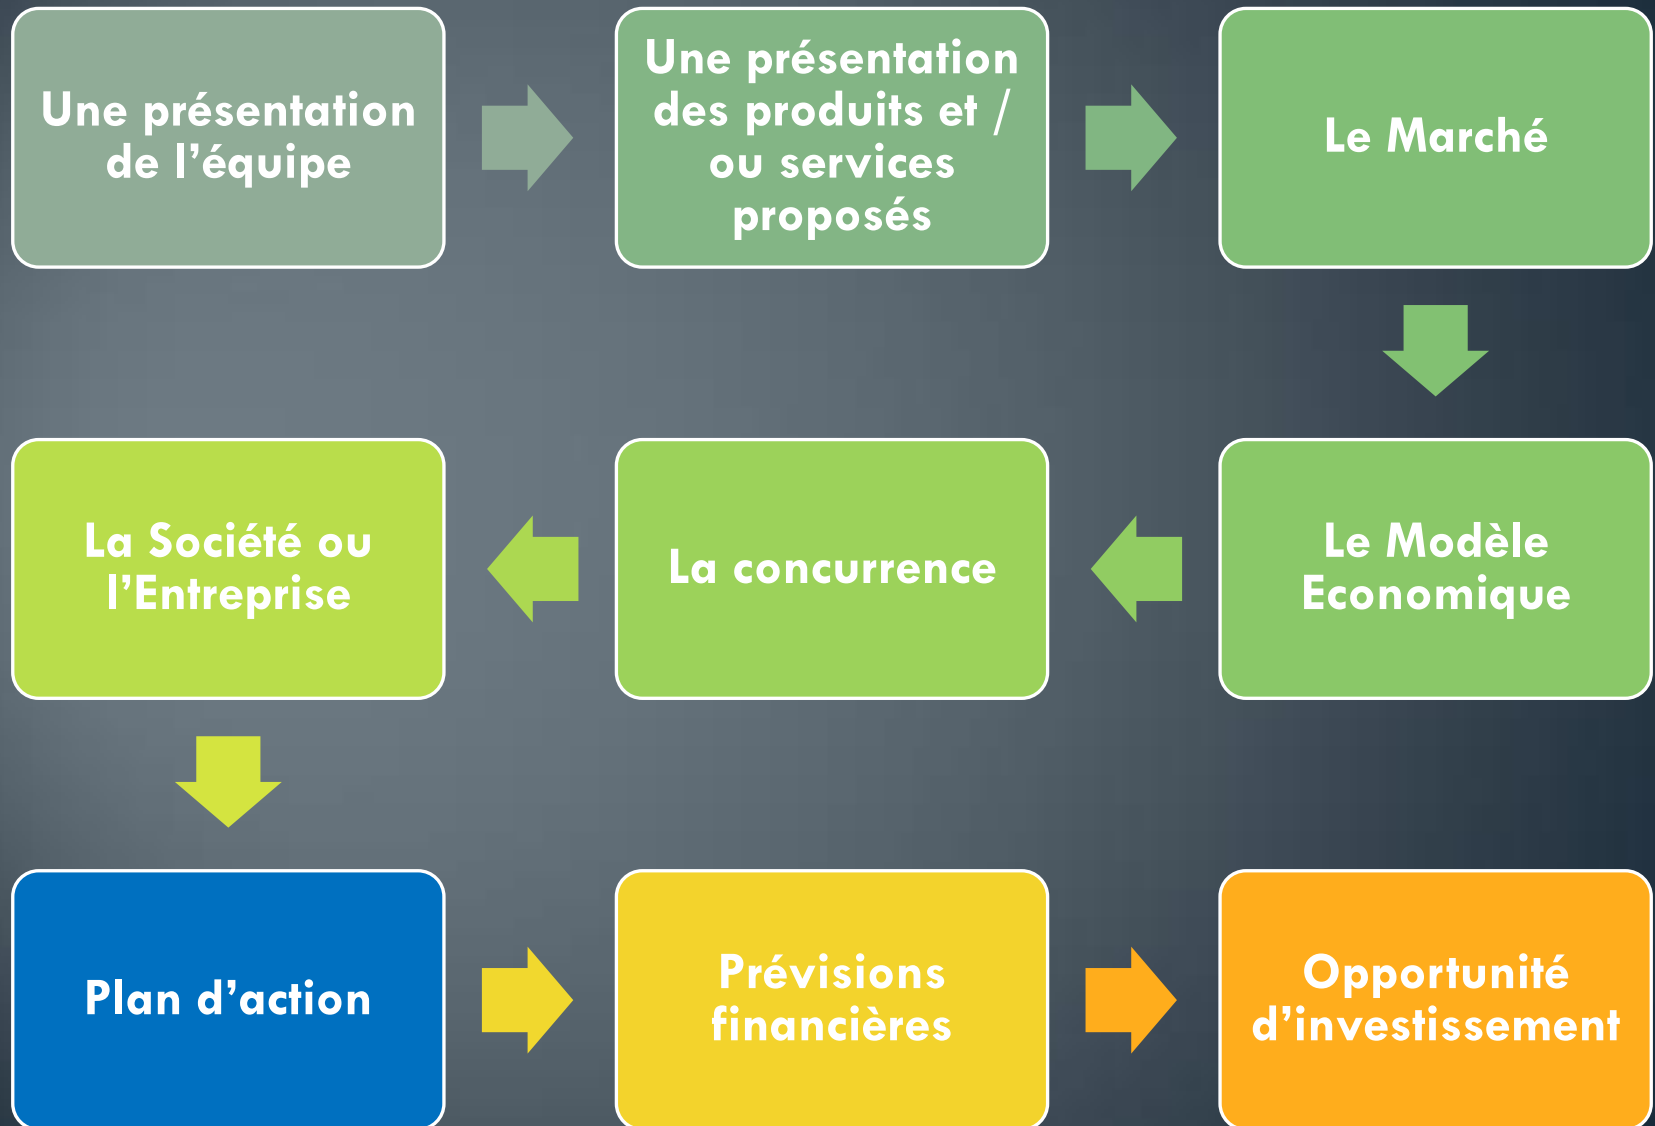 Une présentation
de l’équipe
Une présentation
des produits et /
ou services
proposés
Le Marché
Le Modèle
Economique
La concurrence
La Société ou
l’Entreprise
Plan d’action
Prévisions
financières
Opportunité
d’investissement